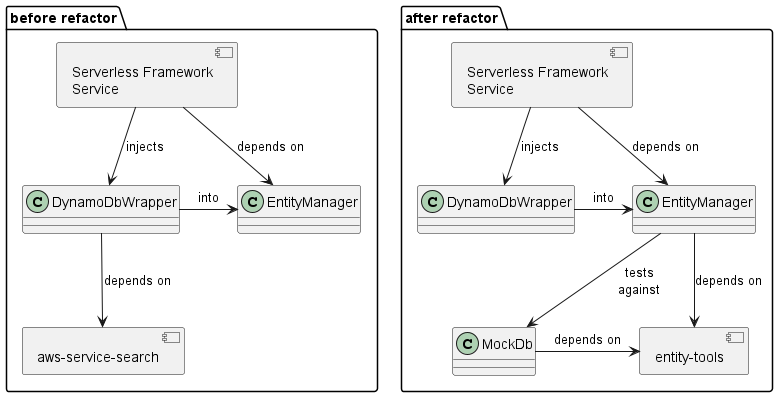 before refactor
Serverless Framework
Service
injects
depends on
C DynamoDbWrapper
into
C EntityManager
depends on
aws-service-search
after refactor
Serverless Framework
Service
injects
depends on
C DynamoDbWrapper
into
C EntityManager
tests
against
depends on
C MockDb
depends on
entity-tools